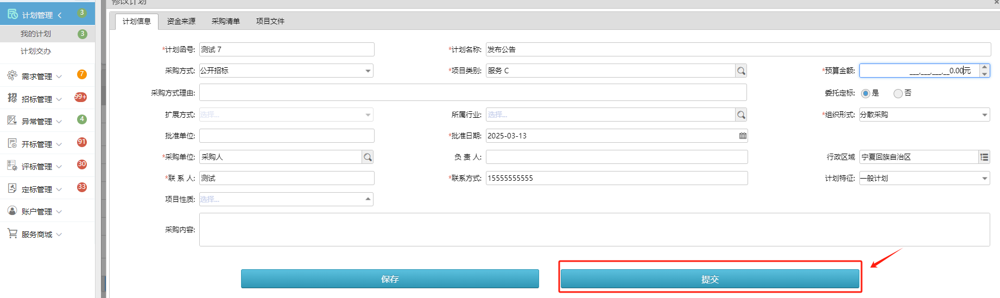 修改计划
计划管理 3
我的计划 3
计划交办
需求管理 7
招标管理 99+
异常管理 4
开标管理 91
评标管理 30
定标管理 33
账户管理
服务商城
计划信息 资金来源 采购清单 项目文件
*计划函号: 测试 7 *计划名称: 发布公告
采购方式: 公开招标 *项目类别: 服务 C *预算金额: ___,___,___,__0.00元
采购方式理由: 委托定标: 是 否
扩展方式: 选择... 所属行业: 选择... *组织形式: 分散采购
批准单位: *批准日期: 2025-03-13
*采购单位: 采购人 负 责 人: 行政区域 宁夏回族自治区
*联 系 人: 测试 *联系方式: 15555555555 计划特征: 一般计划
项目性质: 选择...
采购内容:
保存 提交